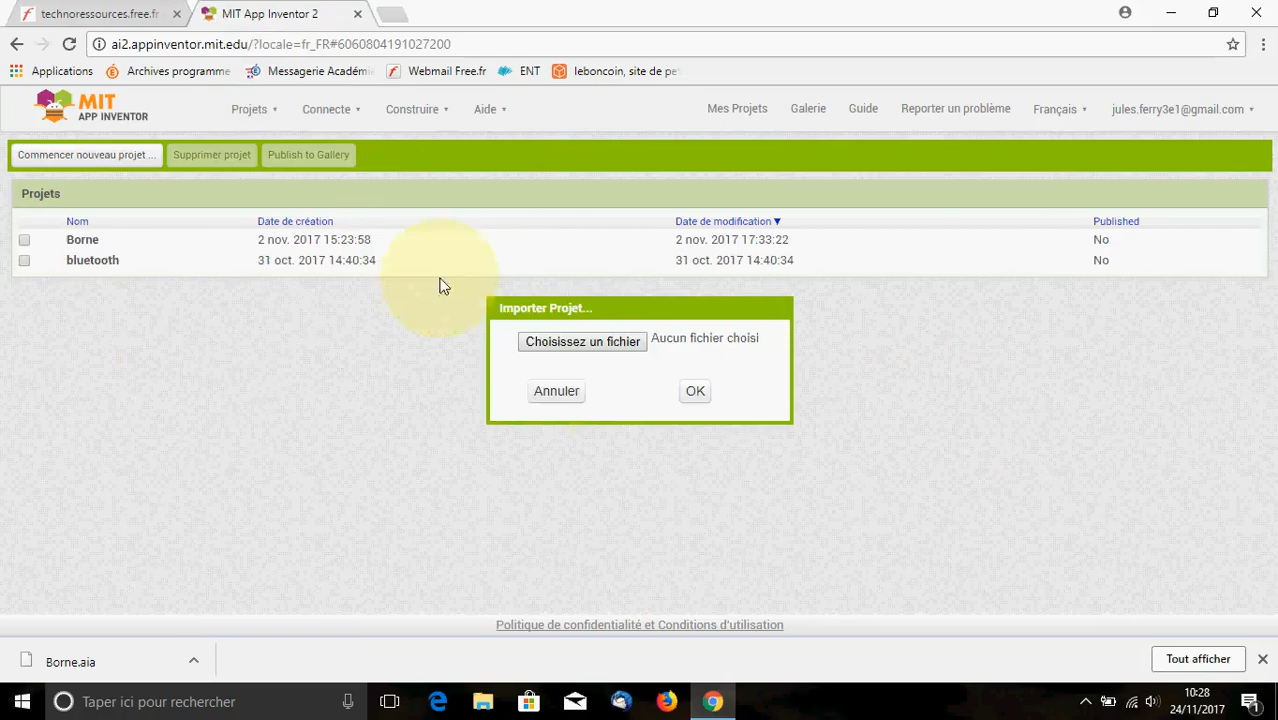 technoressources.free.fr
MIT App Inventor 2
ai2.appinventor.mit.edu/?locale=fr_FR#6060804191027200
Applications
Archives programme
Messagerie Académi
Webmail Free.fr
ENT
leboncoin, site de pe
MIT
APP INVENTOR
Projets
Connecte
Construire
Aide
Mes Projets
Galerie
Guide
Reporter un problème
Français
jules.ferry3e1@gmail.com
Commencer nouveau projet ...
Supprimer projet
Publish to Gallery
Projets
Nom
Date de création
Date de modification
Published
Borne
2 nov. 2017 15:23:58
2 nov. 2017 17:33:22
No
bluetooth
31 oct. 2017 14:40:34
31 oct. 2017 14:40:34
No
Importer Projet...
Choisissez un fichier
Aucun fichier choisi
Annuler
OK
Politique de confidentialité et Conditions d'utilisation
Borne.aia
Tout afficher
Taper ici pour rechercher
10:28
24/11/2017
1